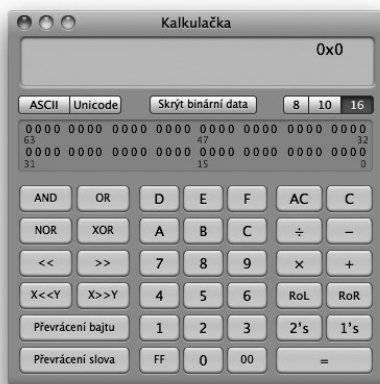 Kalkulačka
0x0
ASCII Unicode Skrýt binární data 8 10 16
0000 0000 0000 0000 0000 0000 0000 0000
63 47 32
0000 0000 0000 0000 0000 0000 0000 0000
31 15 0
AND OR D E F AC C
NOR XOR A B C ÷ −
<< >> 7 8 9 × +
X<<Y X>>Y 4 5 6 RoL RoR
Převrácení bajtu 1 2 3 2's 1's
Převrácení slova FF 0 00 =